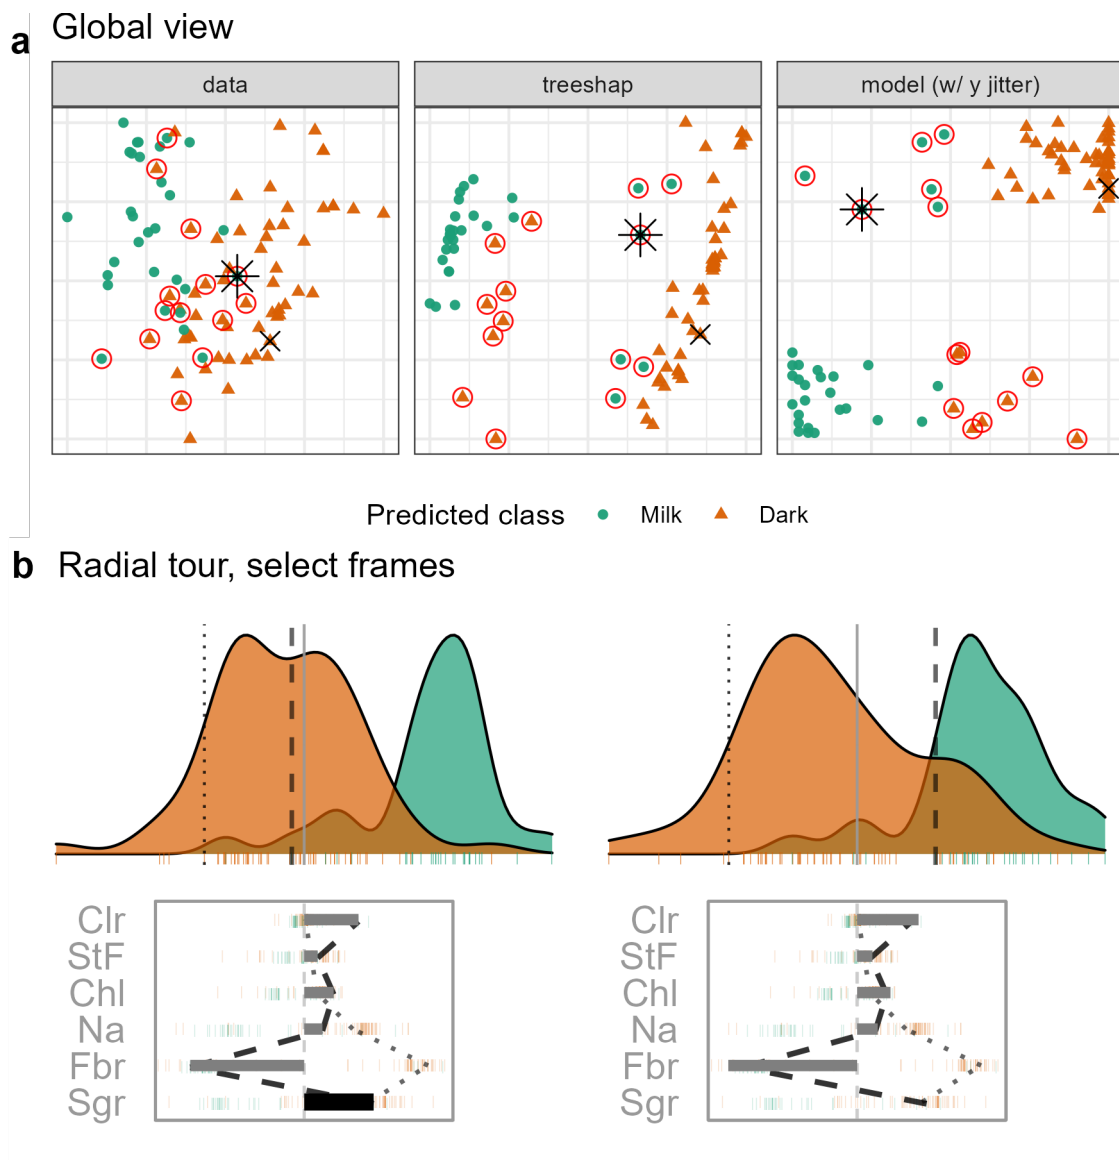 a Global view
data treeshap model (w/ y jitter)
Predicted class Milk Dark
b Radial tour, select frames
Clr Clr
StF StF
Chl Chl
Na Na
Fbr Fbr
Sgr Sgr